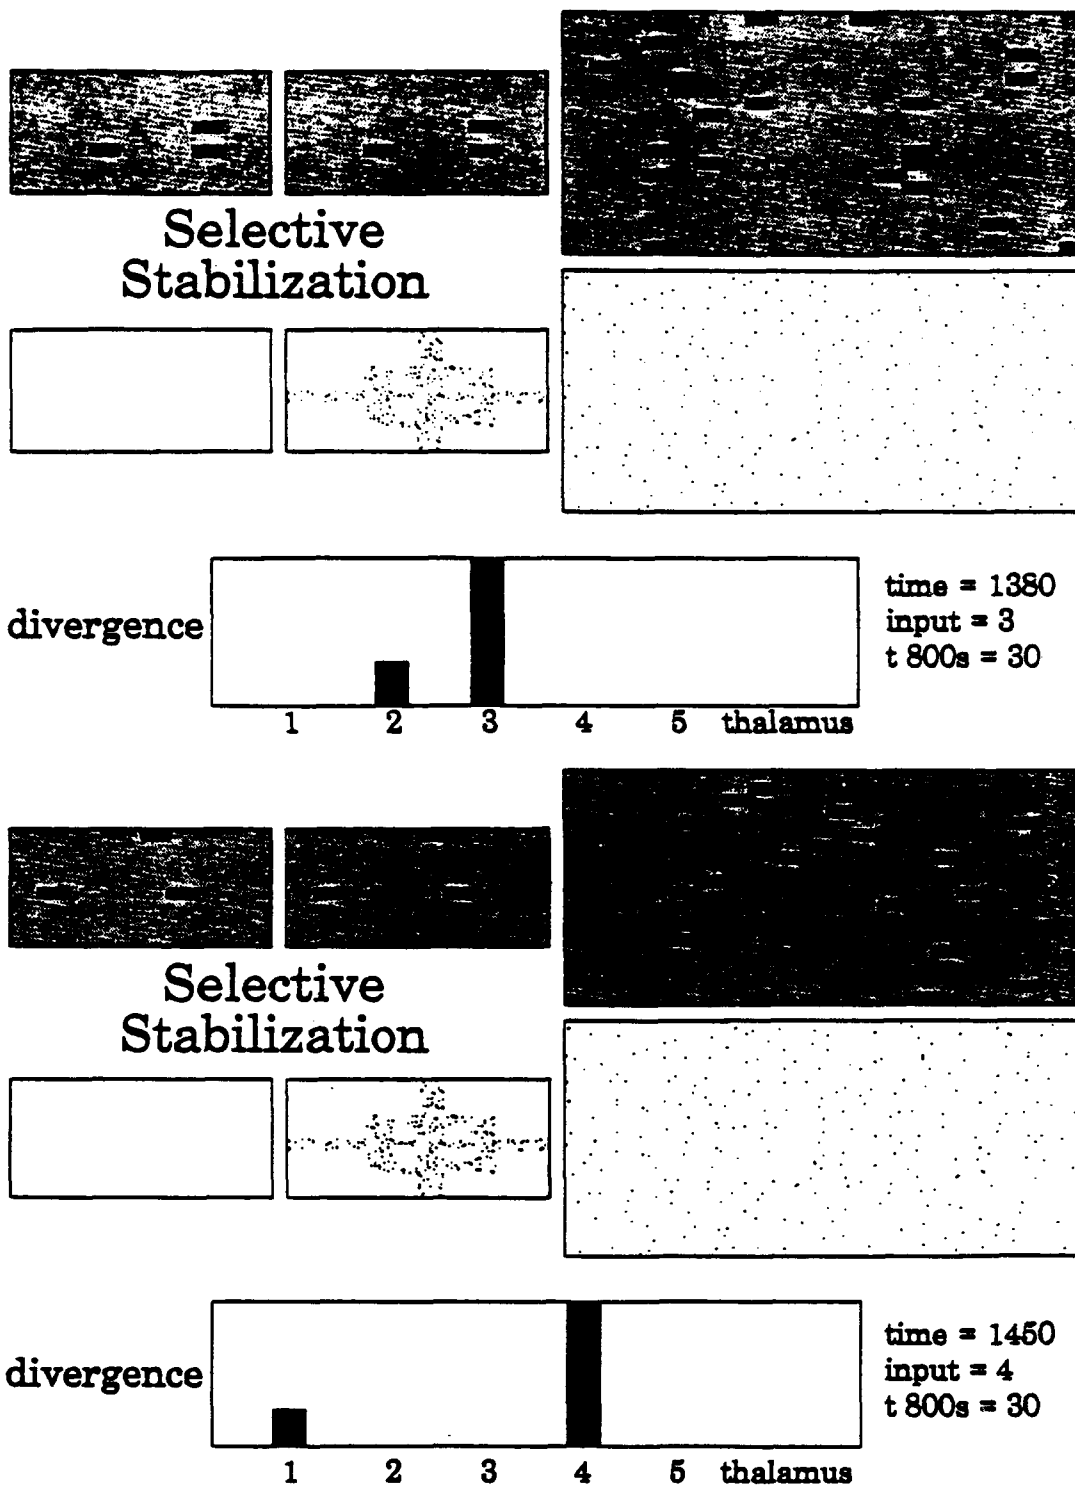 Selective
Stabilization
divergence
time = 1380
input = 3
t 800s = 30
1 2 3 4 5 thalamus
Selective
Stabilization
divergence
time = 1450
input = 4
t 800s = 30
1 2 3 4 5 thalamus